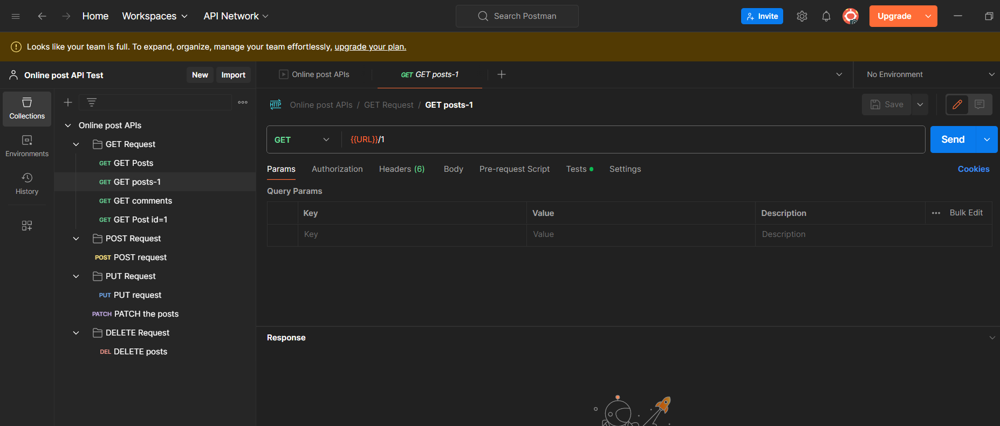 Home Workspaces API Network Search Postman Invite Upgrade
Looks like your team is full. To expand, organize, manage your team effortlessly, upgrade your plan.
Online post API Test New Import
Online post APIs GET GET posts-1 No Environment
Collections
Environments
History
Online post APIs
GET Request
GET GET Posts
GET GET posts-1
GET GET comments
GET GET Post id=1
POST Request
POST POST request
PUT Request
PUT PUT request
PATCH PATCH the posts
DELETE Request
DEL DELETE posts
HTTP Online post APIs / GET Request / GET posts-1 Save
GET {{URL}}/1 Send
Params Authorization Headers (6) Body Pre-request Script Tests Settings Cookies
Query Params
Key Value Description Bulk Edit
Key Value Description
Response